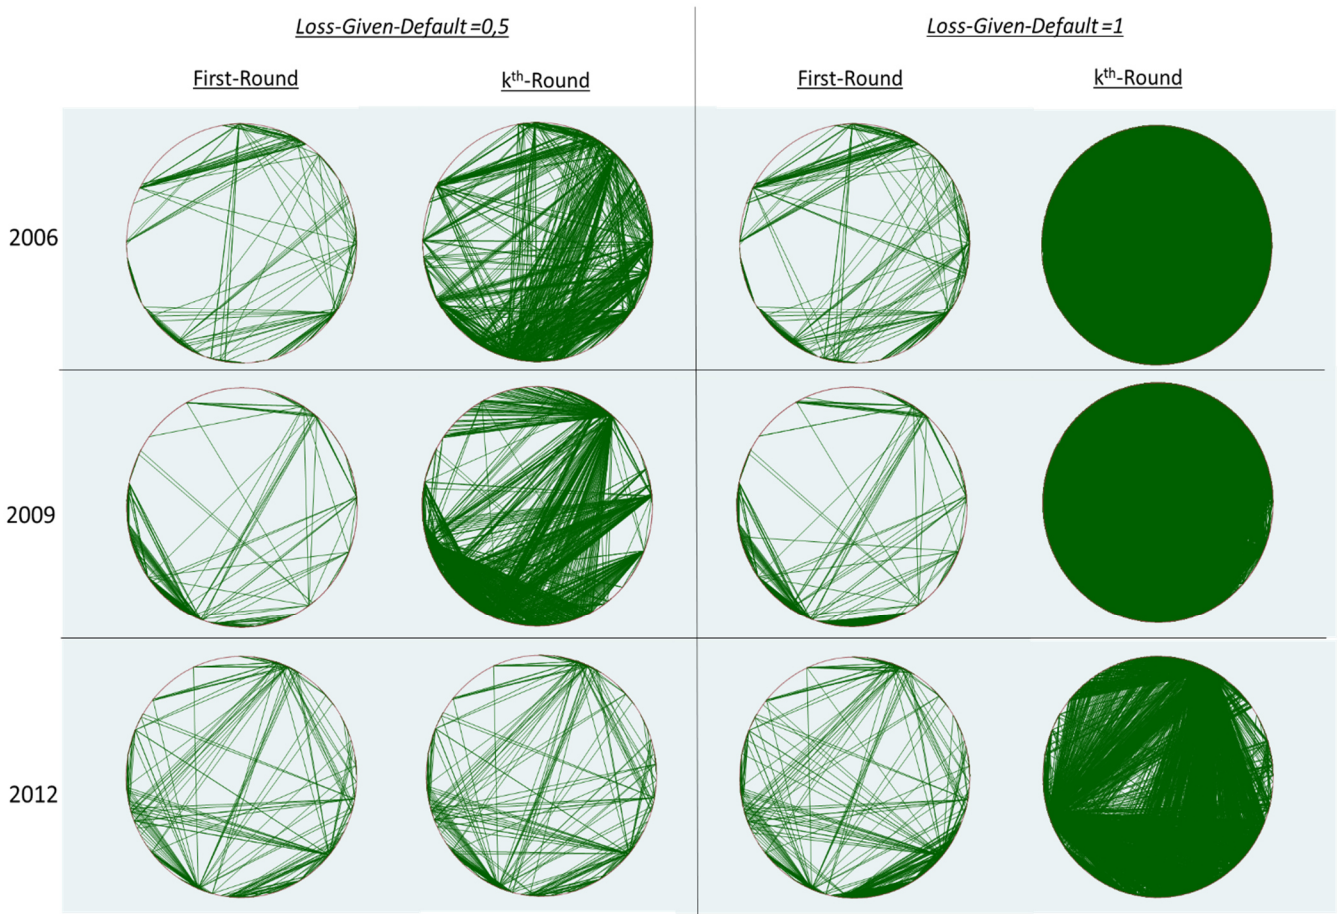 Loss-Given-Default =0,5
Loss-Given-Default =1
First-Round
kth-Round
First-Round
kth-Round
2006
2009
2012